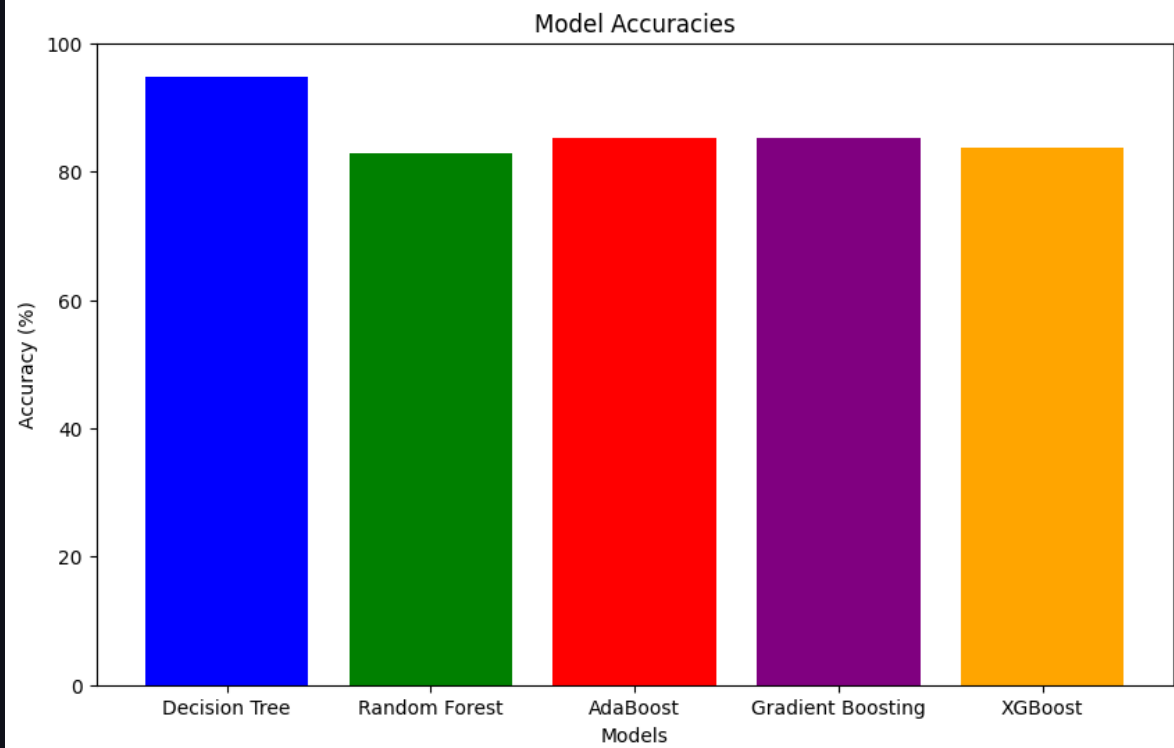 Model Accuracies
100
80
60
40
20
0
Accuracy (%)
Decision Tree Random Forest AdaBoost Gradient Boosting XGBoost
Models